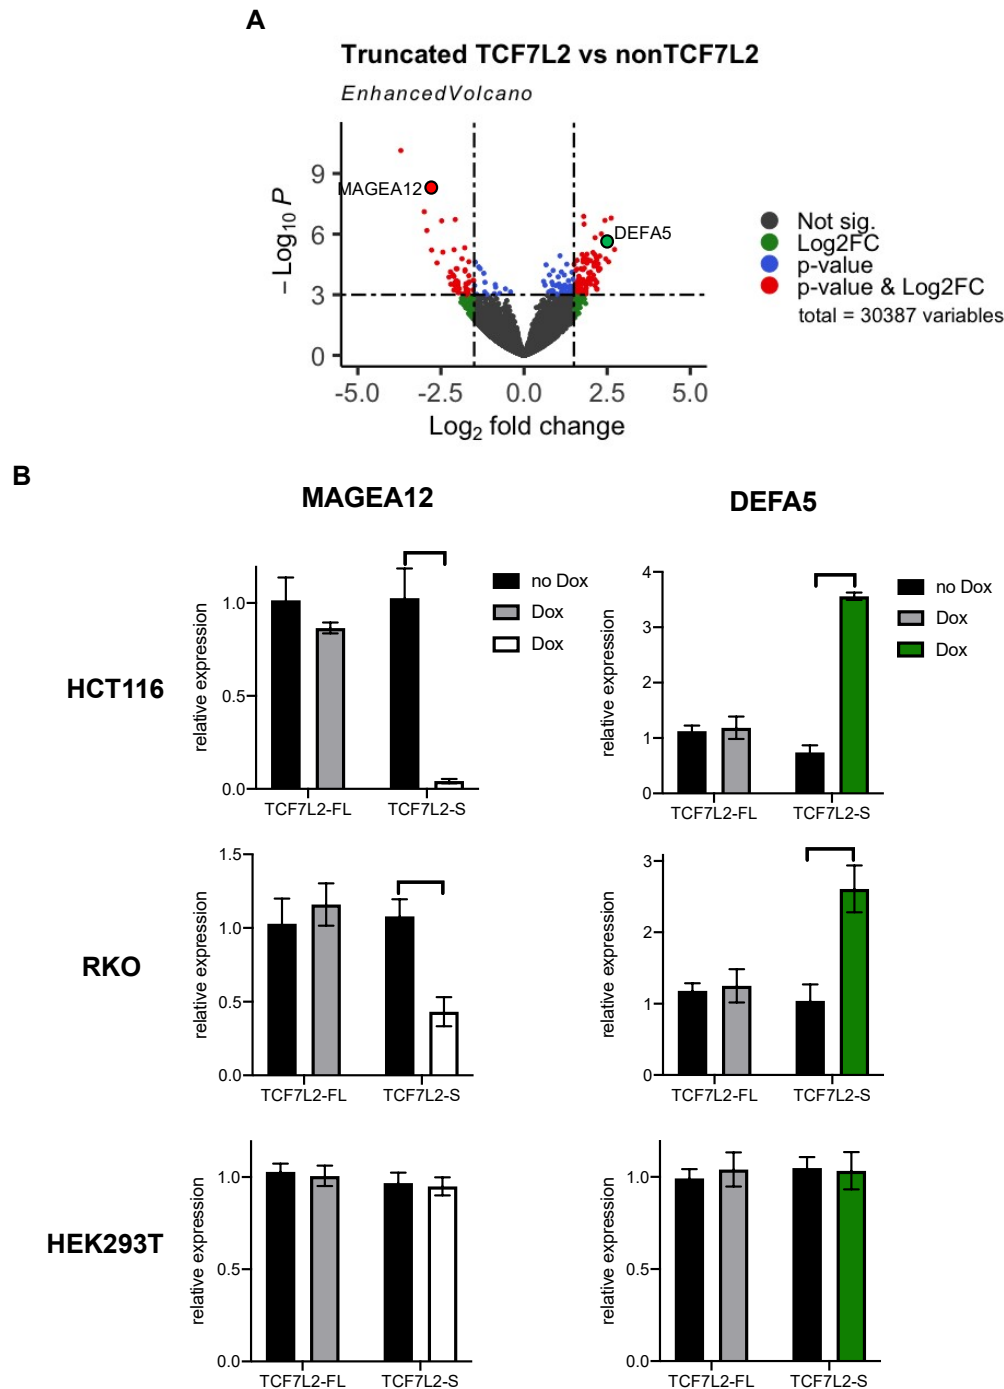 A
Truncated TCF7L2 vs nonTCF7L2
EnhancedVolcano
– Log10 P
9
6
3
0
MAGEA12
DEFA5
Not sig.
Log2FC
p-value
p-value & Log2FC
total = 30387 variables
-5.0 -2.5 0.0 2.5 5.0
Log2 fold change
B
MAGEA12
DEFA5
HCT116
relative expression
1.0
0.5
0.0
TCF7L2-FL TCF7L2-S
no Dox
Dox
Dox
relative expression
4
3
2
1
0
TCF7L2-FL TCF7L2-S
no Dox
Dox
Dox
RKO
relative expression
1.5
1.0
0.5
0.0
TCF7L2-FL TCF7L2-S
relative expression
3
2
1
0
TCF7L2-FL TCF7L2-S
HEK293T
relative expression
1.0
0.5
0.0
TCF7L2-FL TCF7L2-S
relative expression
1.0
0.5
0.0
TCF7L2-FL TCF7L2-S